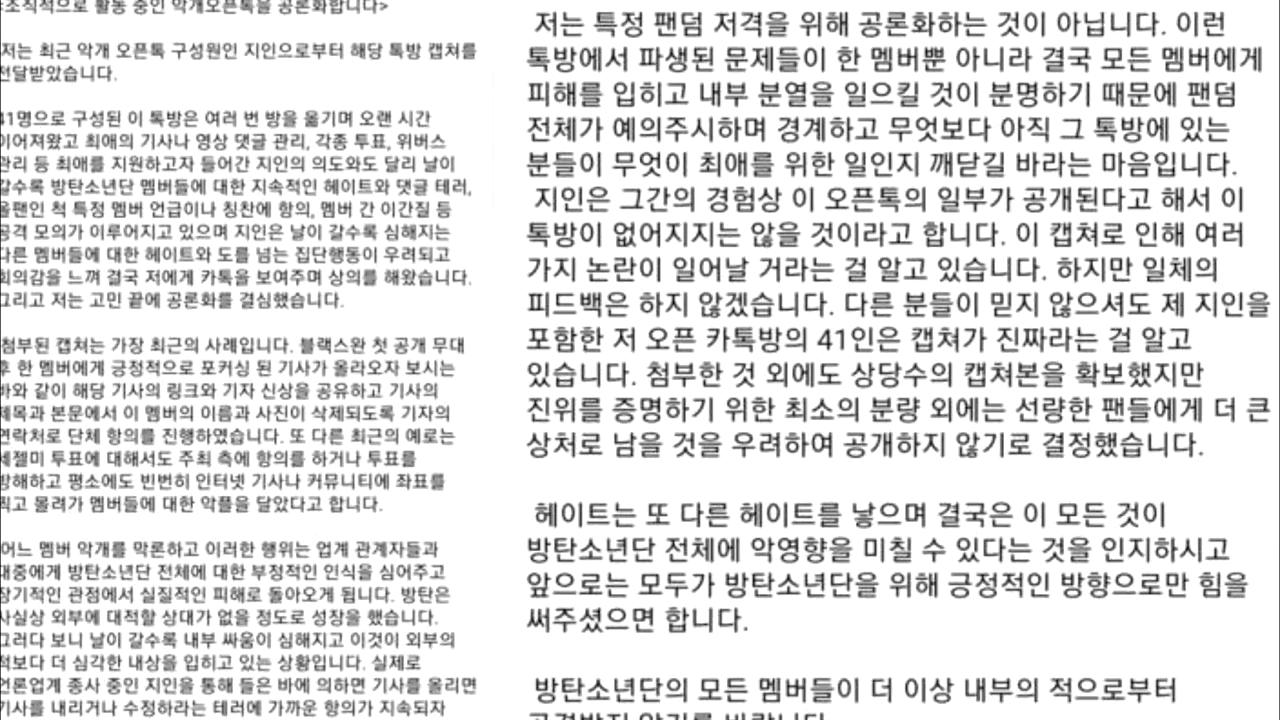 조직적으로 활동 중인 악개오픈톡을 공론화합니다>
저는 최근 악개 오픈톡 구성원인 지인으로부터 해당 톡방 캡쳐를
전달받았습니다.
41명으로 구성된 이 톡방은 여러 번 방을 옮기며 오랜 시간
이어져왔고 최애의 기사나 영상 댓글 관리, 각종 투표, 위버스
관리 등 최애를 지원하고자 들어간 지인의 의도와도 달리 날이
갈수록 방탄소년단 멤버들에 대한 지속적인 헤이트와 댓글 테러,
올팬인 척 특정 멤버 언급이나 칭찬에 항의, 멤버 간 이간질 등
공격 모의가 이루어지고 있으며 지인은 날이 갈수록 심해지는
다른 멤버들에 대한 헤이트와 도를 넘는 집단행동이 우려되고
회의감을 느껴 결국 저에게 카톡을 보여주며 상의를 해왔습니다.
그리고 저는 고민 끝에 공론화를 결심했습니다.
첨부된 캡쳐는 가장 최근의 사례입니다. 블랙스완 첫 공개 무대
후 한 멤버에게 긍정적으로 포커싱 된 기사가 올라오자 보시는
바와 같이 해당 기사의 링크와 기자 신상을 공유하고 기사의
제목과 본문에서 이 멤버의 이름과 사진이 삭제되도록 기자의
연락처로 단체 항의를 진행하였습니다. 또 다른 최근의 예로는
세젤미 투표에 대해서도 주최 측에 항의를 하거나 투표를
방해하고 평소에도 빈번히 인터넷 기사나 커뮤니티에 좌표를
찍고 몰려가 멤버들에 대한 악플을 달았다고 합니다.
어느 멤버 악개를 막론하고 이러한 행위는 업계 관계자들과
대중에게 방탄소년단 전체에 대한 부정적인 인식을 심어주고
장기적인 관점에서 실질적인 피해로 돌아오게 됩니다. 방탄은
사실상 외부에 대적할 상대가 없을 정도로 성장을 했습니다.
그러다 보니 날이 갈수록 내부 싸움이 심해지고 이것이 외부의
적보다 더 심각한 내상을 입히고 있는 상황입니다. 실제로
언론업계 종사 중인 지인을 통해 들은 바에 의하면 기사를 올리면
기사를 내리거나 수정하라는 테러에 가까운 항의가 지속되자
저는 특정 팬덤 저격을 위해 공론화하는 것이 아닙니다. 이런
톡방에서 파생된 문제들이 한 멤버뿐 아니라 결국 모든 멤버에게
피해를 입히고 내부 분열을 일으킬 것이 분명하기 때문에 팬덤
전체가 예의주시하며 경계하고 무엇보다 아직 그 톡방에 있는
분들이 무엇이 최애를 위한 일인지 깨닫길 바라는 마음입니다.
지인은 그간의 경험상 이 오픈톡의 일부가 공개된다고 해서 이
톡방이 없어지지는 않을 것이라고 합니다. 이 캡쳐로 인해 여러
가지 논란이 일어날 거라는 걸 알고 있습니다. 하지만 일체의
피드백은 하지 않겠습니다. 다른 분들이 믿지 않으셔도 제 지인을
포함한 저 오픈 카톡방의 41인은 캡쳐가 진짜라는 걸 알고
있습니다. 첨부한 것 외에도 상당수의 캡쳐본을 확보했지만
진위를 증명하기 위한 최소의 분량 외에는 선량한 팬들에게 더 큰
상처로 남을 것을 우려하여 공개하지 않기로 결정했습니다.
헤이트는 또 다른 헤이트를 낳으며 결국은 이 모든 것이
방탄소년단 전체에 악영향을 미칠 수 있다는 것을 인지하시고
앞으로는 모두가 방탄소년단을 위해 긍정적인 방향으로만 힘을
써주셨으면 합니다.
방탄소년단의 모든 멤버들이 더 이상 내부의 적으로부터